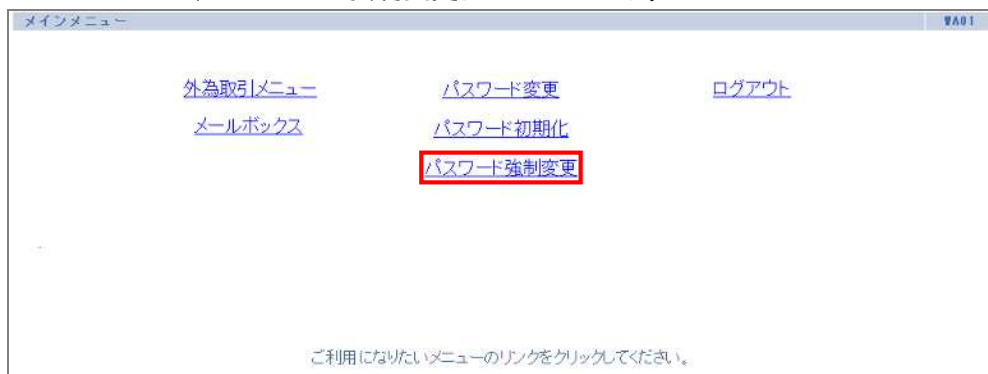 メインメニュー WA01
外為取引メニュー パスワード変更 ログアウト
メールボックス パスワード初期化
パスワード強制変更
ご利用になりたいメニューのリンクをクリックしてください。